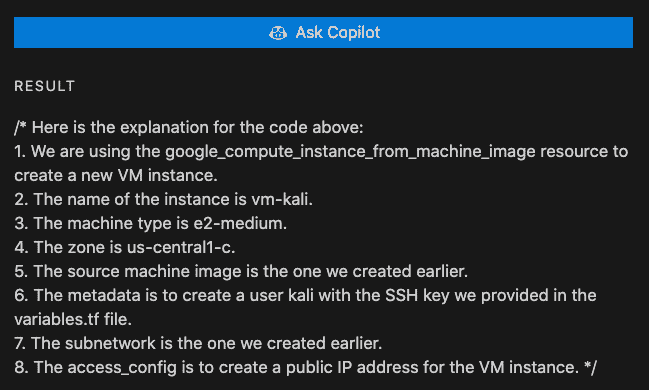 Ask Copilot
RESULT
/* Here is the explanation for the code above:
1. We are using the google_compute_instance_from_machine_image resource to
create a new VM instance.
2. The name of the instance is vm-kali.
3. The machine type is e2-medium.
4. The zone is us-central1-c.
5. The source machine image is the one we created earlier.
6. The metadata is to create a user kali with the SSH key we provided in the
variables.tf file.
7. The subnetwork is the one we created earlier.
8. The access_config is to create a public IP address for the VM instance. */